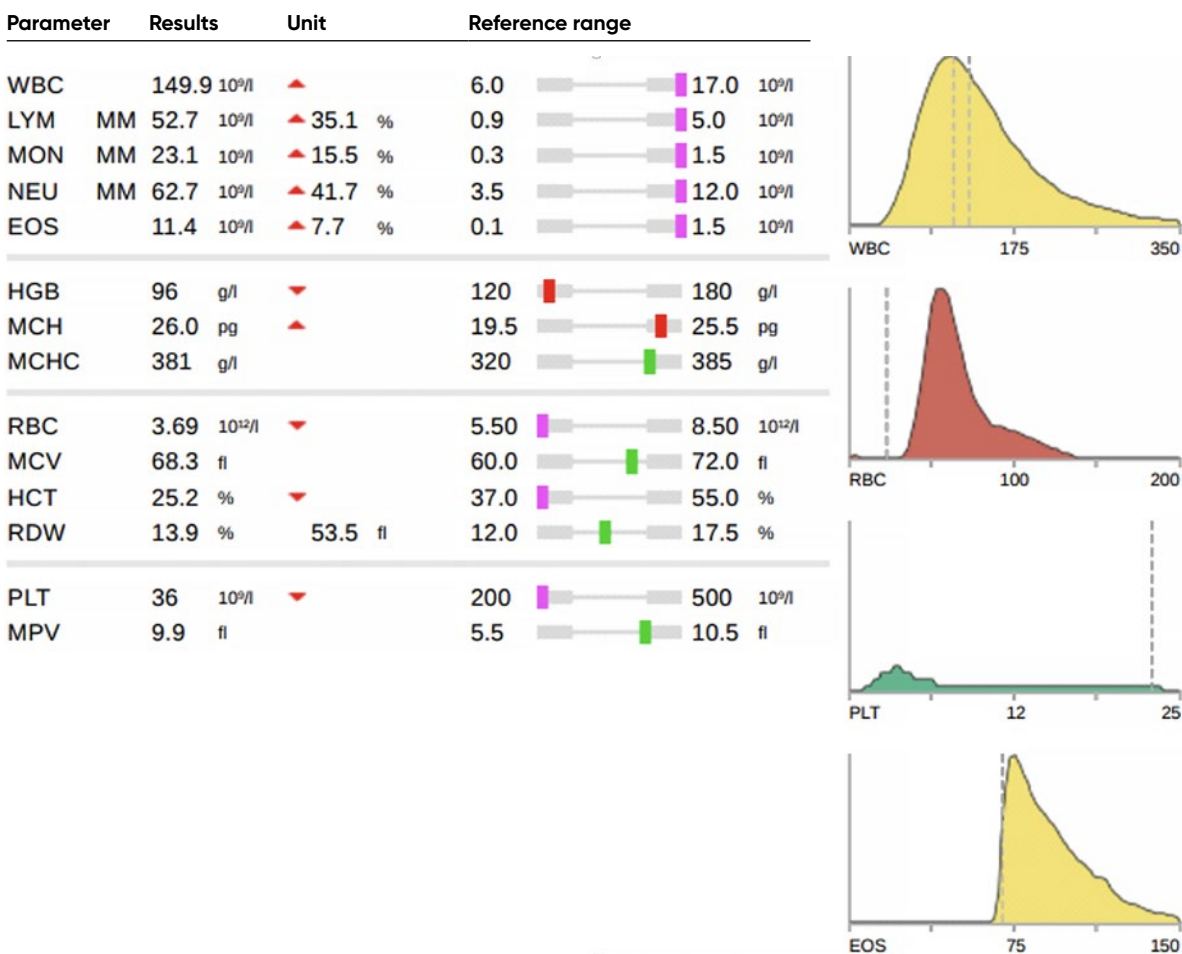 Parameter Results Unit Reference range
WBC 149.9 10⁹/l 6.0 17.0 10⁹/l
LYM MM 52.7 10⁹/l 35.1 % 0.9 5.0 10⁹/l
MON MM 23.1 10⁹/l 15.5 % 0.3 1.5 10⁹/l
NEU MM 62.7 10⁹/l 41.7 % 3.5 12.0 10⁹/l
EOS 11.4 10⁹/l 7.7 % 0.1 1.5 10⁹/l
HGB 96 g/l 120 180 g/l
MCH 26.0 pg 19.5 25.5 pg
MCHC 381 g/l 320 385 g/l
RBC 3.69 10¹²/l 5.50 8.50 10¹²/l
MCV 68.3 fl 60.0 72.0 fl
HCT 25.2 % 37.0 55.0 %
RDW 13.9 % 53.5 fl 12.0 17.5 %
PLT 36 10⁹/l 200 500 10⁹/l
MPV 9.9 fl 5.5 10.5 fl
WBC 175 350
RBC 100 200
PLT 12 25
EOS 75 150